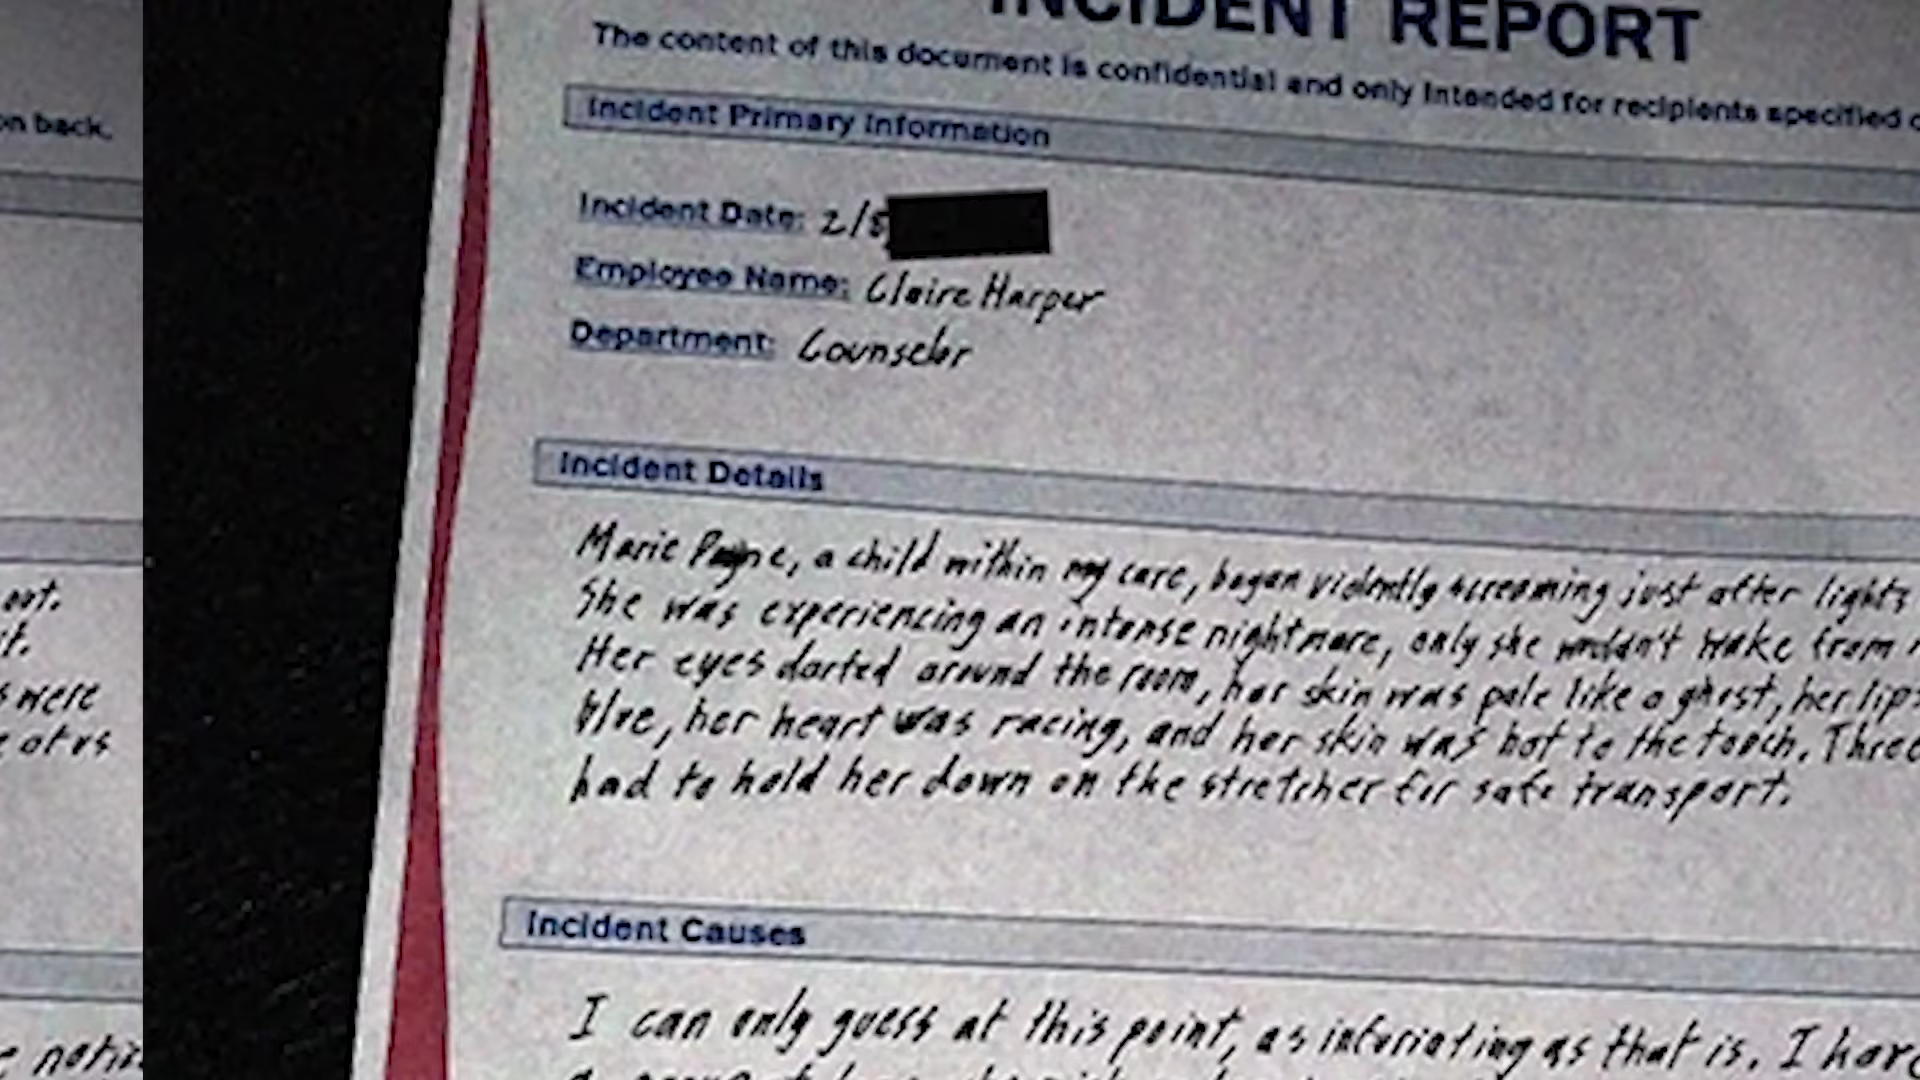 on back.
out.
it.
s were
e of us
e notic
INCIDENT REPORT
The content of this document is confidential and only intended for recipients specified o
Incident Primary Information
Incident Date: 2/5
Employee Name: Claire Harper
Department: Counselor
Incident Details
Marie Payne, a child within my care, began violently screaming just after lights
She was experiencing an intense nightmare, only she wouldn't wake from
Her eyes darted around the room, her skin was pale like a ghost, her lips
blue, her heart was racing, and her skin was hot to the touch. Three
had to hold her down on the stretcher for safe transport.
Incident Causes
I can only guess at this point, as infuriating as that is. I have